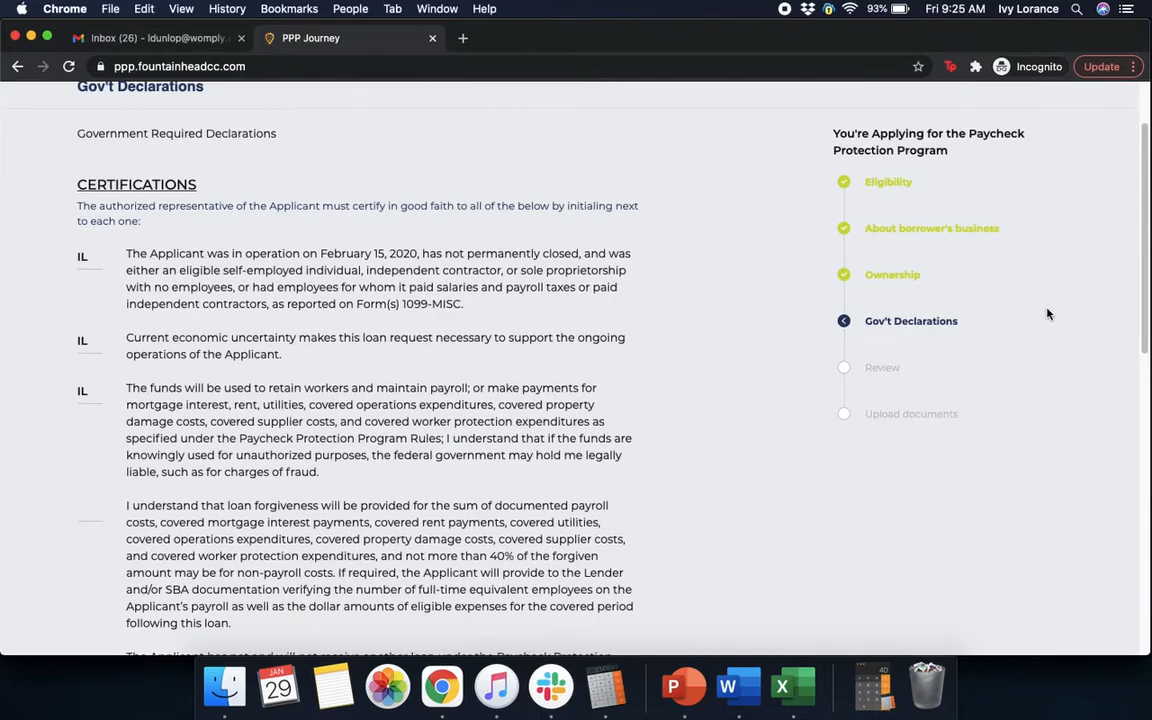 Chrome File Edit View History Bookmarks People Tab Window Help 93% Fri 9:25 AM Ivy Lorance
Inbox (26) - ldunlop@womply. PPP Journey
ppp.fountainheadcc.com Incognito Update
Gov't Declarations
Government Required Declarations
CERTIFICATIONS
The authorized representative of the Applicant must certify in good faith to all of the below by initialing next
to each one:
IL The Applicant was in operation on February 15, 2020, has not permanently closed, and was
either an eligible self-employed individual, independent contractor, or sole proprietorship
with no employees, or had employees for whom it paid salaries and payroll taxes or paid
independent contractors, as reported on Form(s) 1099-MISC.
IL Current economic uncertainty makes this loan request necessary to support the ongoing
operations of the Applicant.
IL The funds will be used to retain workers and maintain payroll; or make payments for
mortgage interest, rent, utilities, covered operations expenditures, covered property
damage costs, covered supplier costs, and covered worker protection expenditures as
specified under the Paycheck Protection Program Rules; I understand that if the funds are
knowingly used for unauthorized purposes, the federal government may hold me legally
liable, such as for charges of fraud.
I understand that loan forgiveness will be provided for the sum of documented payroll
costs, covered mortgage interest payments, covered rent payments, covered utilities,
covered operations expenditures, covered property damage costs, covered supplier costs,
and covered worker protection expenditures, and not more than 40% of the forgiven
amount may be for non-payroll costs. If required, the Applicant will provide to the Lender
and/or SBA documentation verifying the number of full-time equivalent employees on the
Applicant's payroll as well as the dollar amounts of eligible expenses for the covered period
following this loan.
The Applicant has not and will not receive another loan under the Paycheck Protection
You're Applying for the Paycheck
Protection Program
Eligibility
About borrower's business
Ownership
Gov't Declarations
Review
Upload documents
JAN
29
P
W
X
40